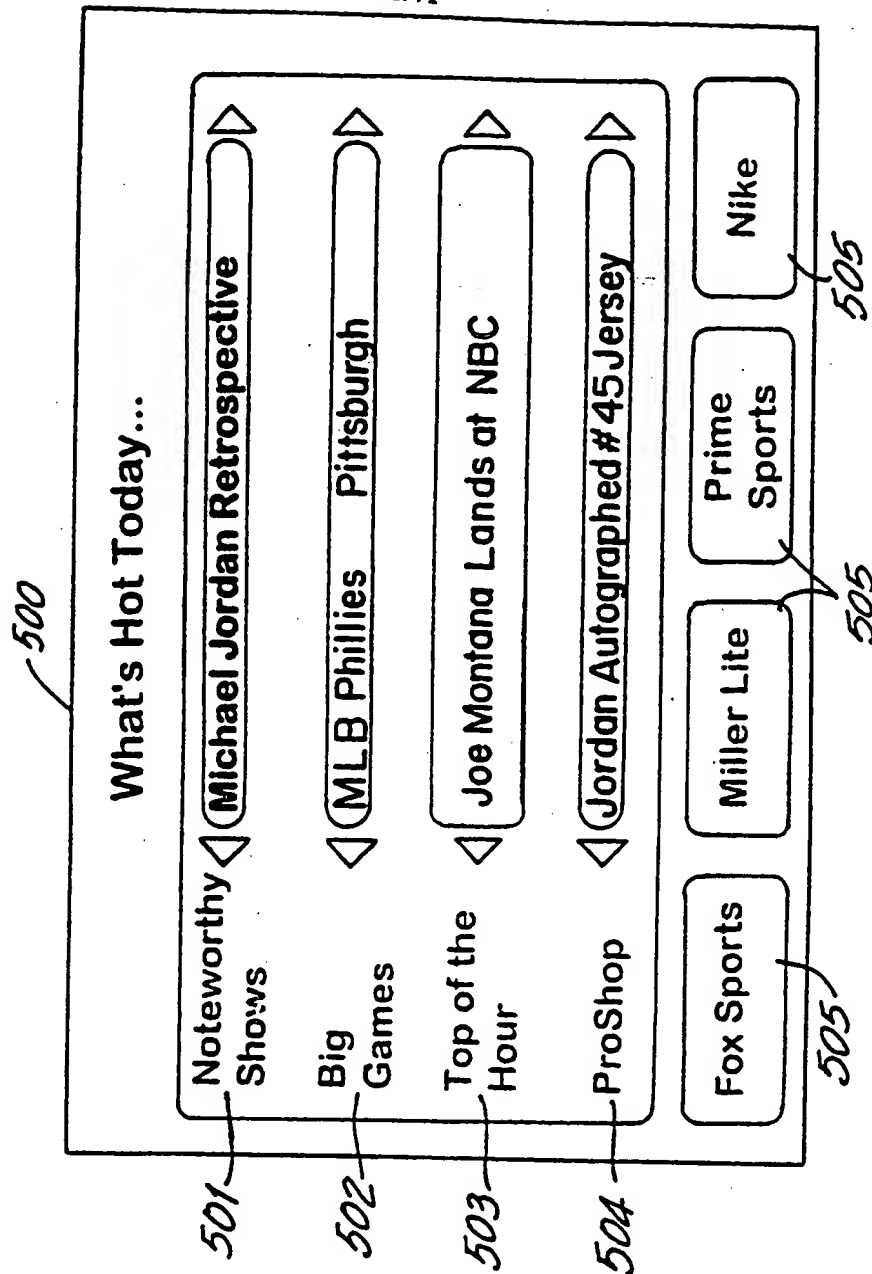 500
What's Hot Today...
501
Noteworthy
Shows
Michael Jordan Retrospective
502
Big
Games
MLB Phillies Pittsburgh
503
Top of the
Hour
Joe Montana Lands at NBC
504
ProShop
Jordan Autographed #45 Jersey
Fox Sports
Miller Lite
Prime
Sports
Nike
505
505
505